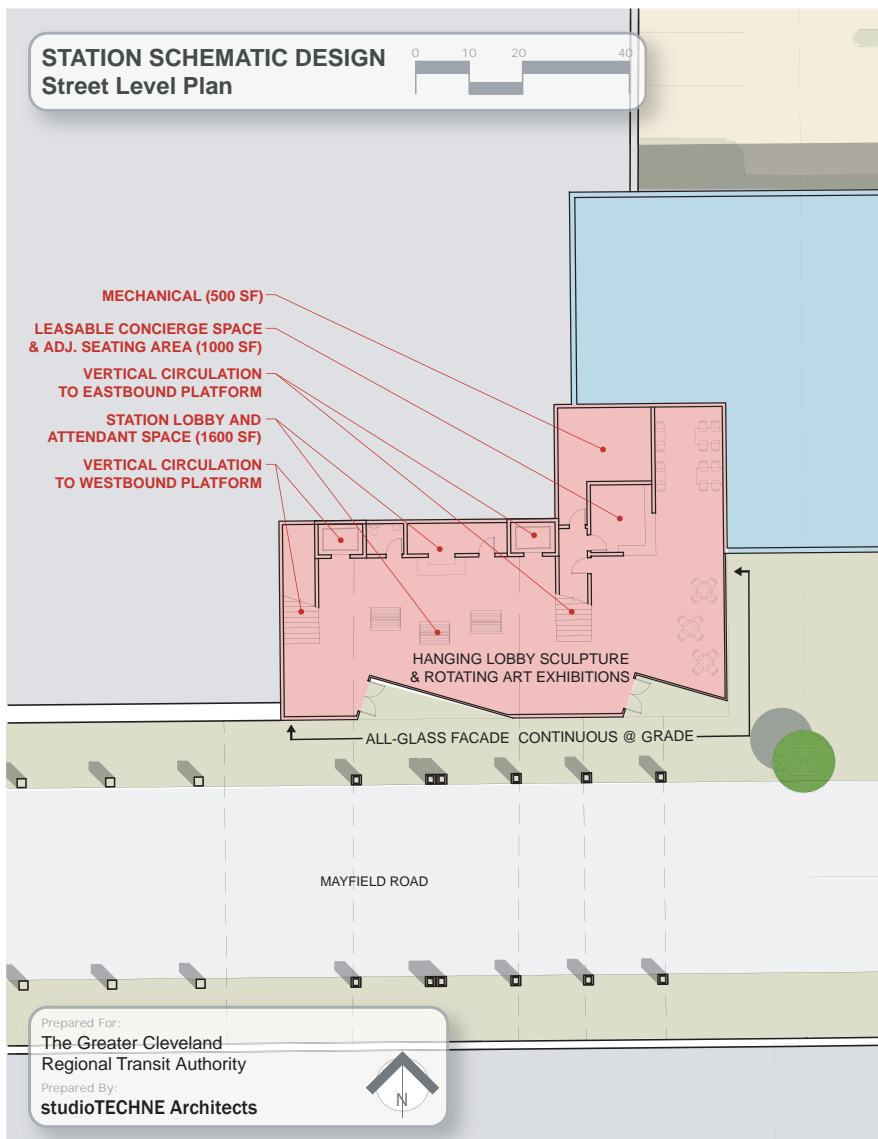 STATION SCHEMATIC DESIGN
Street Level Plan
0 10 20 40
MECHANICAL (500 SF)
LEASABLE CONCIERGE SPACE
& ADJ. SEATING AREA (1000 SF)
VERTICAL CIRCULATION
TO EASTBOUND PLATFORM
STATION LOBBY AND
ATTENDANT SPACE (1600 SF)
VERTICAL CIRCULATION
TO WESTBOUND PLATFORM
HANGING LOBBY SCULPTURE
& ROTATING ART EXHIBITIONS
ALL-GLASS FACADE CONTINUOUS @ GRADE
MAYFIELD ROAD
Prepared For:
The Greater Cleveland
Regional Transit Authority
Prepared By:
studioTECHNE Architects
N